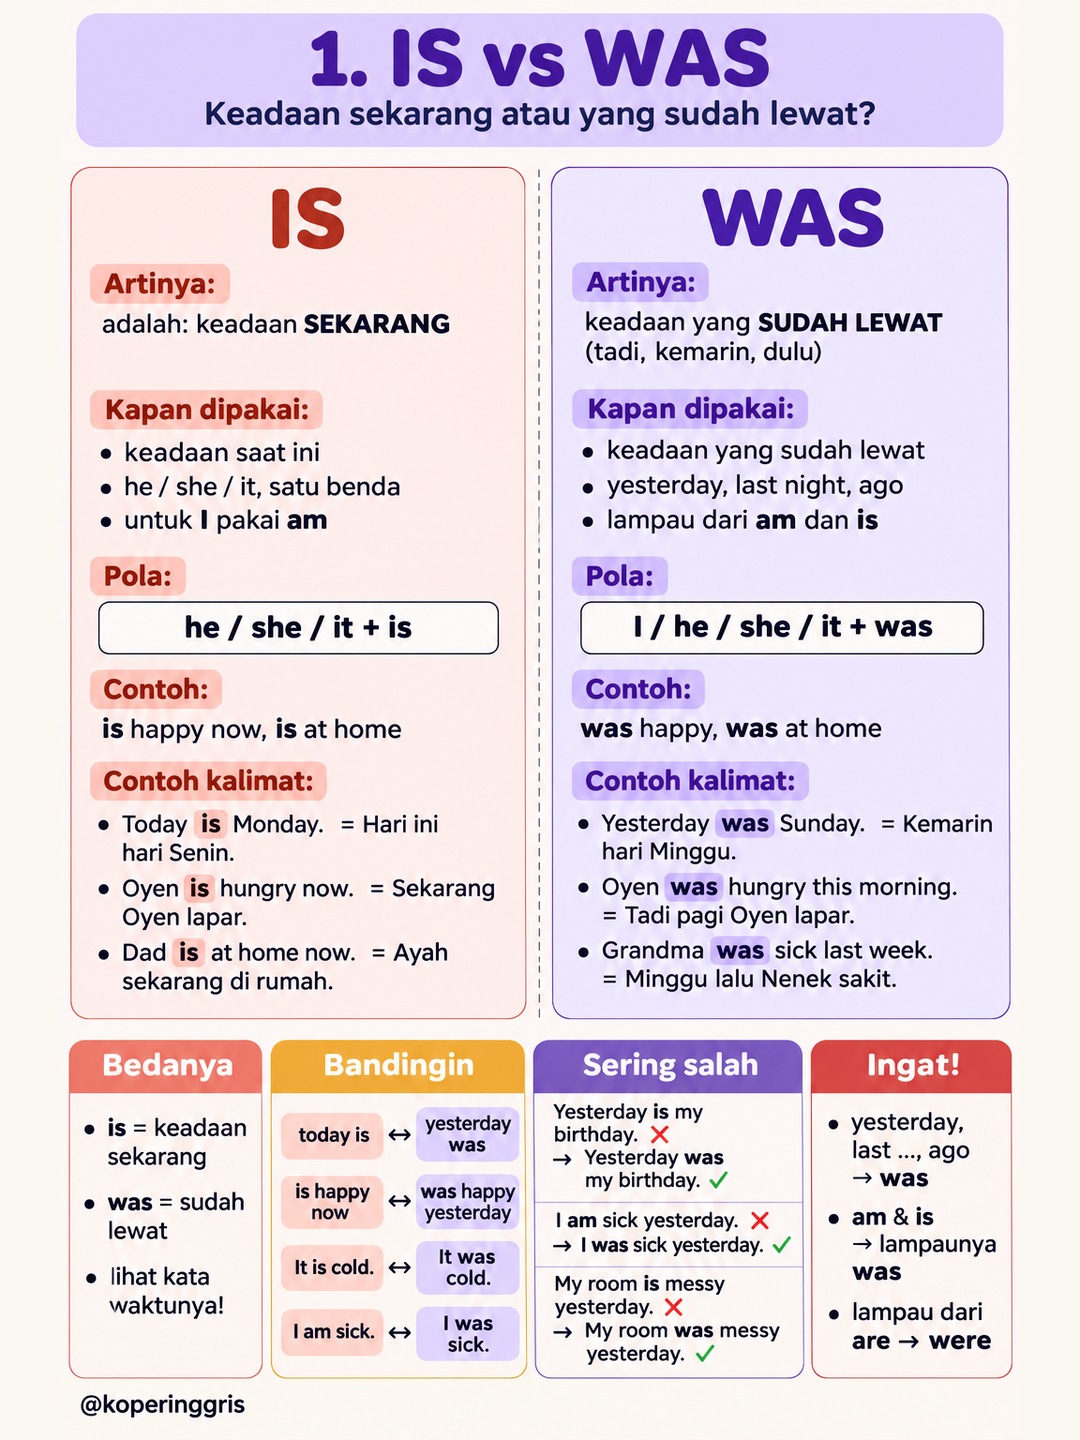 1. IS vs WAS
Keadaan sekarang atau yang sudah lewat?
IS
Artinya:
adalah: keadaan SEKARANG
Kapan dipakai:
• keadaan saat ini
• he / she / it, satu benda
• untuk I pakai am
Pola:
he / she / it + is
Contoh:
is happy now, is at home
Contoh kalimat:
• Today is Monday. = Hari ini
hari Senin.
• Oyen is hungry now. = Sekarang
Oyen lapar.
• Dad is at home now. = Ayah
sekarang di rumah.
WAS
Artinya:
keadaan yang SUDAH LEWAT
(tadi, kemarin, dulu)
Kapan dipakai:
• keadaan yang sudah lewat
• yesterday, last night, ago
• lampau dari am dan is
Pola:
I / he / she / it + was
Contoh:
was happy, was at home
Contoh kalimat:
• Yesterday was Sunday. = Kemarin
hari Minggu.
• Oyen was hungry this morning.
= Tadi pagi Oyen lapar.
• Grandma was sick last week.
= Minggu lalu Nenek sakit.
Bedanya
• is = keadaan
sekarang
• was = sudah
lewat
• lihat kata
waktunya!
Bandingin
today is ↔ yesterday
was
is happy
now ↔ was happy
yesterday
It is cold. ↔ It was
cold.
I am sick. ↔ I was
sick.
Sering salah
Yesterday is my
birthday. ❌
→ Yesterday was
my birthday. ✓
I am sick yesterday. ❌
→ I was sick yesterday. ✓
My room is messy
yesterday. ❌
→ My room was messy
yesterday. ✓
Ingat!
• yesterday,
last ..., ago
→ was
• am & is
→ lampaunya
was
• lampau dari
are → were
@koperinggris